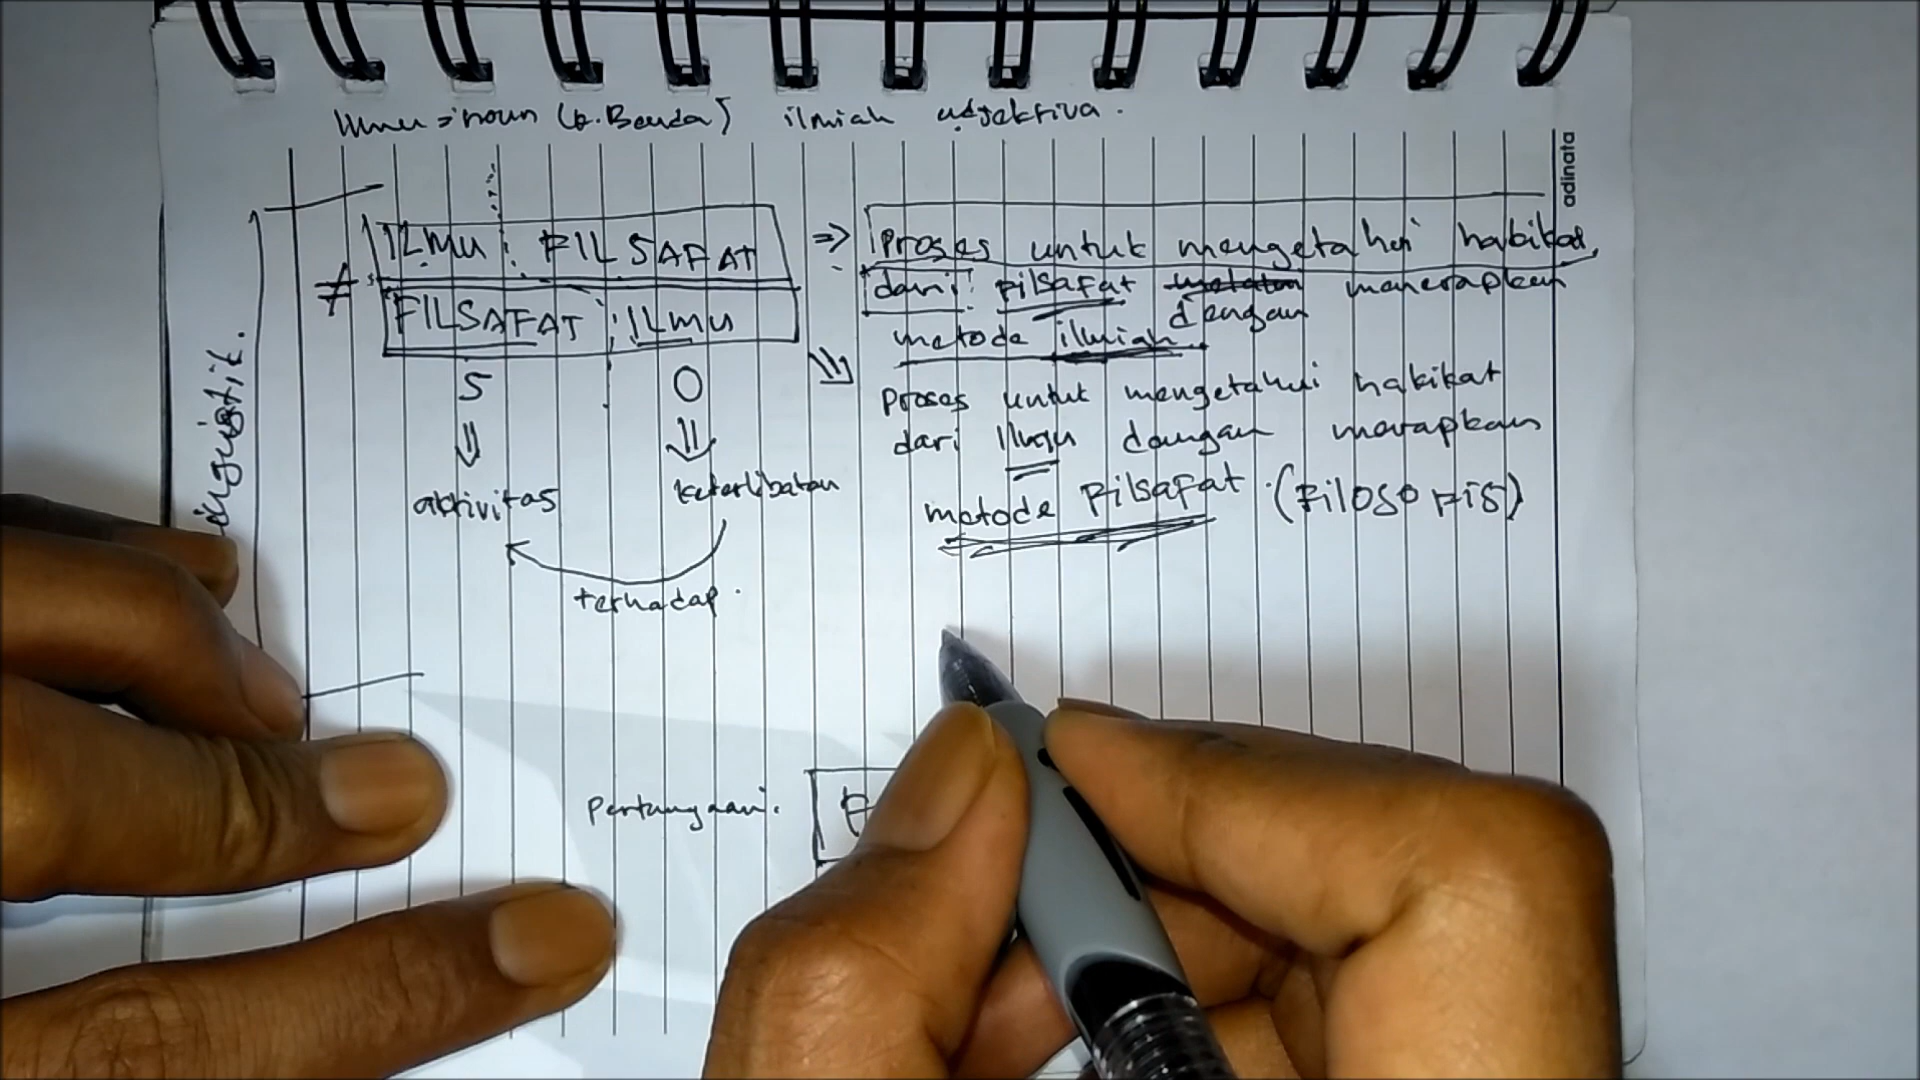 Ilmu => noun (k. Benda) ilmiah adjektiva.
adinata
ILMU : FILSAFAT
≠
FILSAFAT : ILMU
S O
aktivitas keterlibatan
terhadap.
=> Proses untuk mengetahui hakikat
dari filsafat dengan menerapkan
metode ilmiah.
Proses untuk mengetahui hakikat
dari Ilmu dengan merapkan
metode Filsafat. (Filosofis)
Pertanyaan: